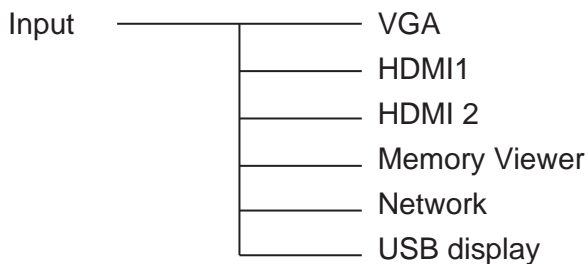 Input VGA
HDMI1
HDMI 2
Memory Viewer
Network
USB display